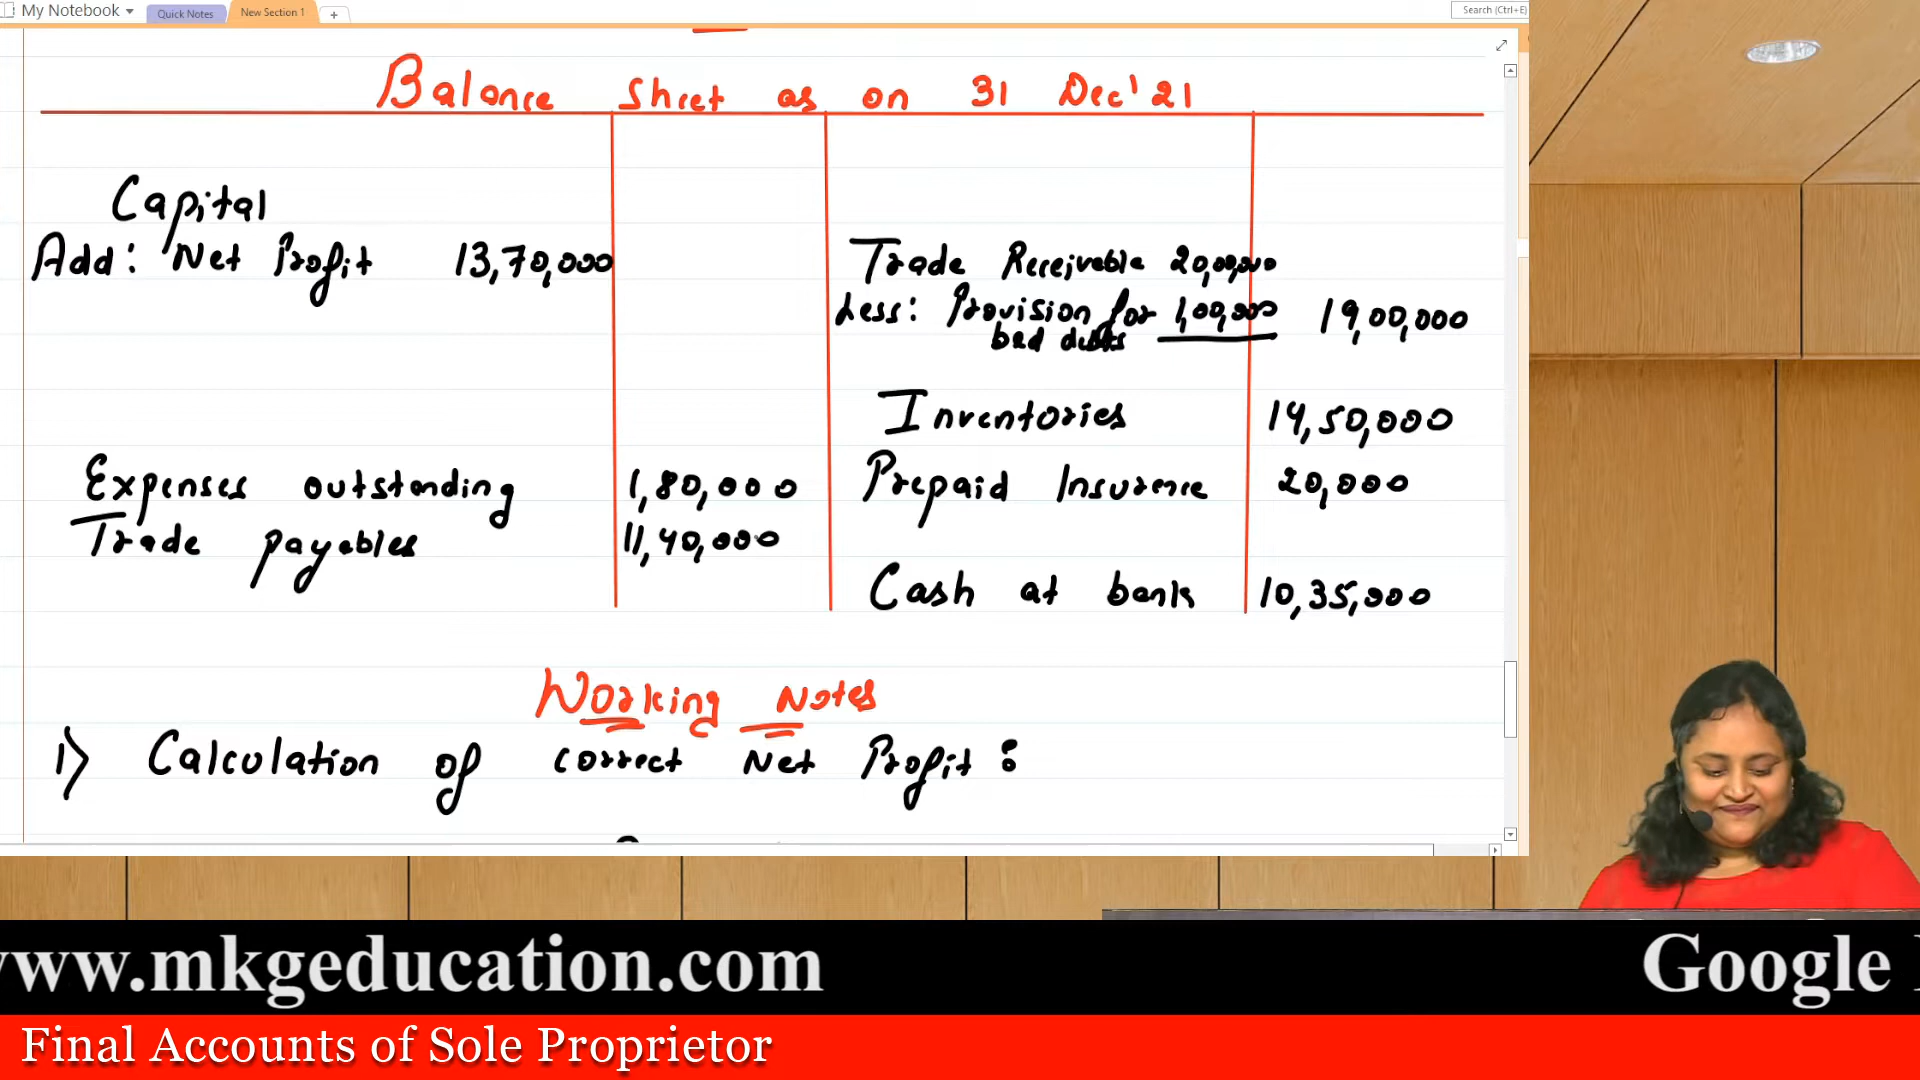 My Notebook
Quick Notes
New Section 1
+
Search (Ctrl+E)
Balance Sheet as on 31 Dec'21
Capital
Add: Net Profit 13,70,000
Trade Receivable 20,00,000
Less: Provision for bad debts 1,00,000 19,00,000
Inventories 14,50,000
Expenses outstanding 1,80,000
Prepaid Insurance 20,000
Trade payables 11,40,000
Cash at bank 10,35,000
Working Notes
1) Calculation of correct Net Profit :
www.mkgeducation.com
Google
Final Accounts of Sole Proprietor